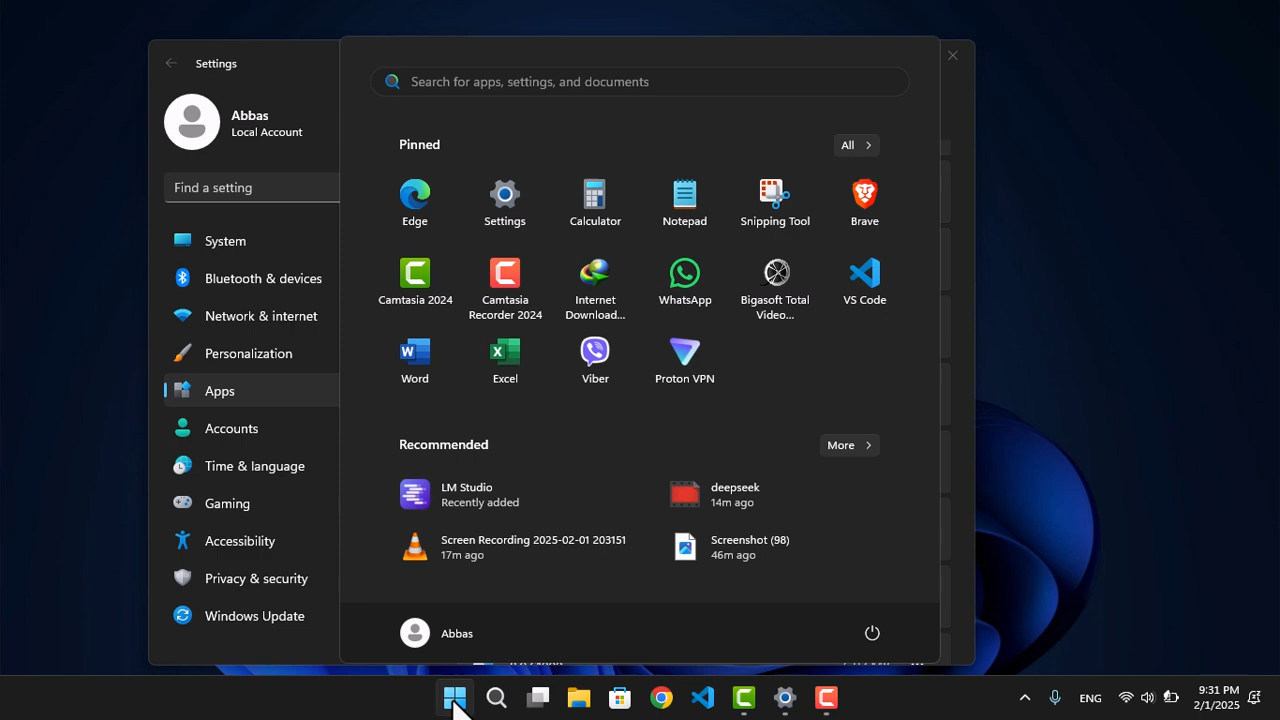 Settings
Abbas
Local Account
Find a setting
System
Bluetooth & devices
Network & internet
Personalization
Apps
Accounts
Time & language
Gaming
Accessibility
Privacy & security
Windows Update
Search for apps, settings, and documents
Pinned
All
Edge
Settings
Calculator
Notepad
Snipping Tool
Brave
Camtasia 2024
Camtasia
Recorder 2024
Internet
Download...
WhatsApp
Bigasoft Total
Video...
VS Code
Word
Excel
Viber
Proton VPN
Recommended
More
LM Studio
Recently added
deepseek
14m ago
Screen Recording 2025-02-01 203151
17m ago
Screenshot (98)
46m ago
Abbas
ENG
9:31 PM
2/1/2025